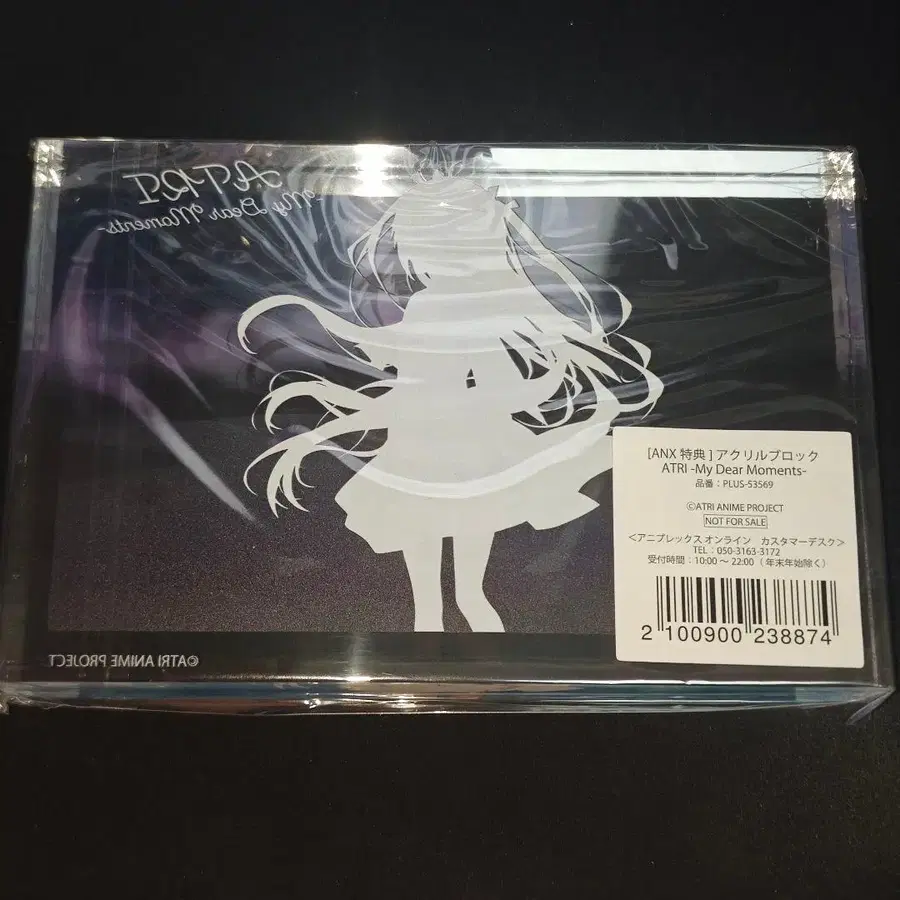 ATRI
-My Dear Moments-
[ANX 特典 ] アクリルブロック
ATRI -My Dear Moments-
品番：PLUS-53569
©ATRI ANIME PROJECT
NOT FOR SALE
＜アニプレックス オンライン　カスタマーデスク＞
TEL：050-3163-3172
受付時間：10:00 ～ 22:00（ 年末年始除く）
2 100900 238874
©ATRI ANIME PROJECT